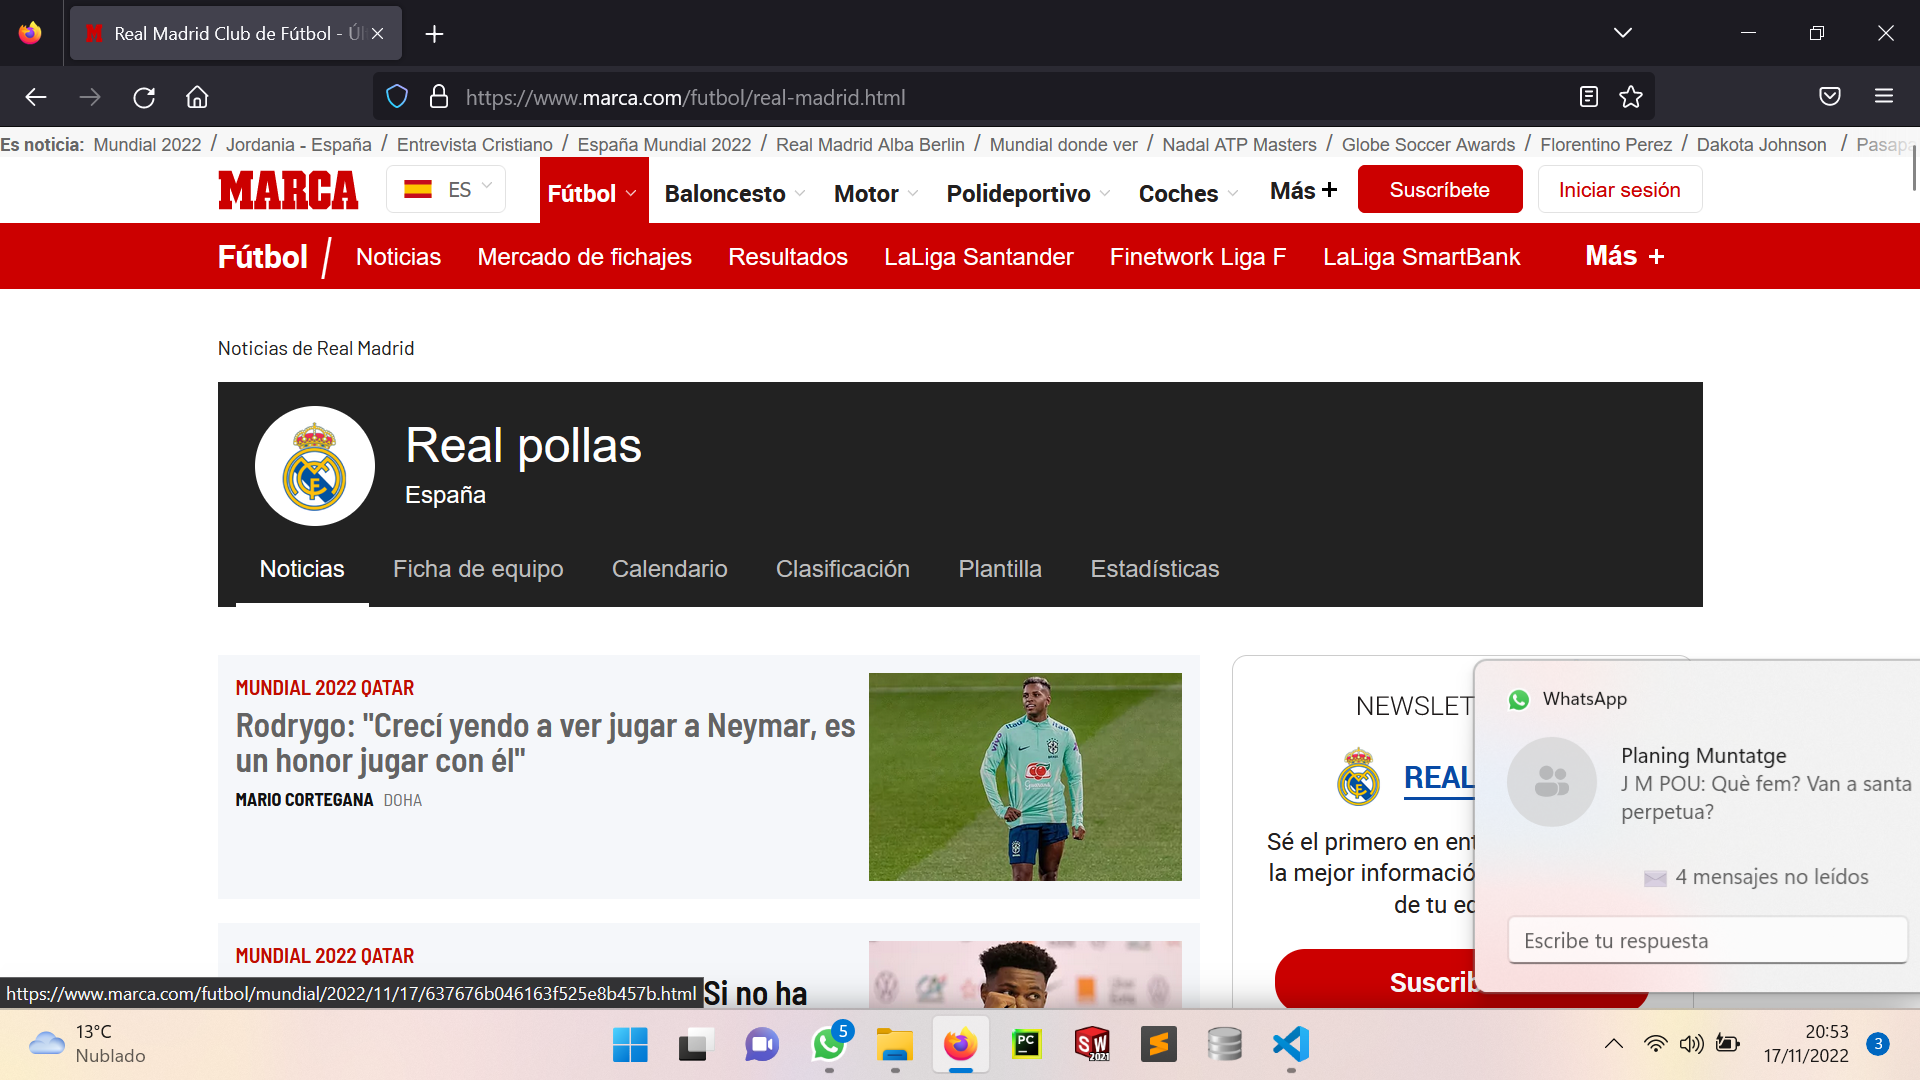 Real Madrid Club de Fútbol - Úl
https://www.marca.com/futbol/real-madrid.html
Es noticia: Mundial 2022 / Jordania - España / Entrevista Cristiano / España Mundial 2022 / Real Madrid Alba Berlin / Mundial donde ver / Nadal ATP Masters / Globe Soccer Awards / Florentino Perez / Dakota Johnson / Pasapa
MARCA ES Fútbol Baloncesto Motor Polideportivo Coches Más + Suscríbete Iniciar sesión
Fútbol / Noticias Mercado de fichajes Resultados LaLiga Santander Finetwork Liga F LaLiga SmartBank Más +
Noticias de Real Madrid
Real pollas
España
Noticias Ficha de equipo Calendario Clasificación Plantilla Estadísticas
MUNDIAL 2022 QATAR
Rodrygo: "Crecí yendo a ver jugar a Neymar, es
un honor jugar con él"
MARIO CORTEGANA DOHA
MUNDIAL 2022 QATAR
Si no ha
NEWSLET
REAL
Sé el primero en ent
la mejor informació
de tu eq
Suscríb
WhatsApp
Planing Muntatge
J M POU: Què fem? Van a santa
perpetua?
4 mensajes no leídos
Escribe tu respuesta
https://www.marca.com/futbol/mundial/2022/11/17/637676b046163f525e8b457b.html
13°C
Nublado
5
PC
SW
2021
20:53
17/11/2022
3